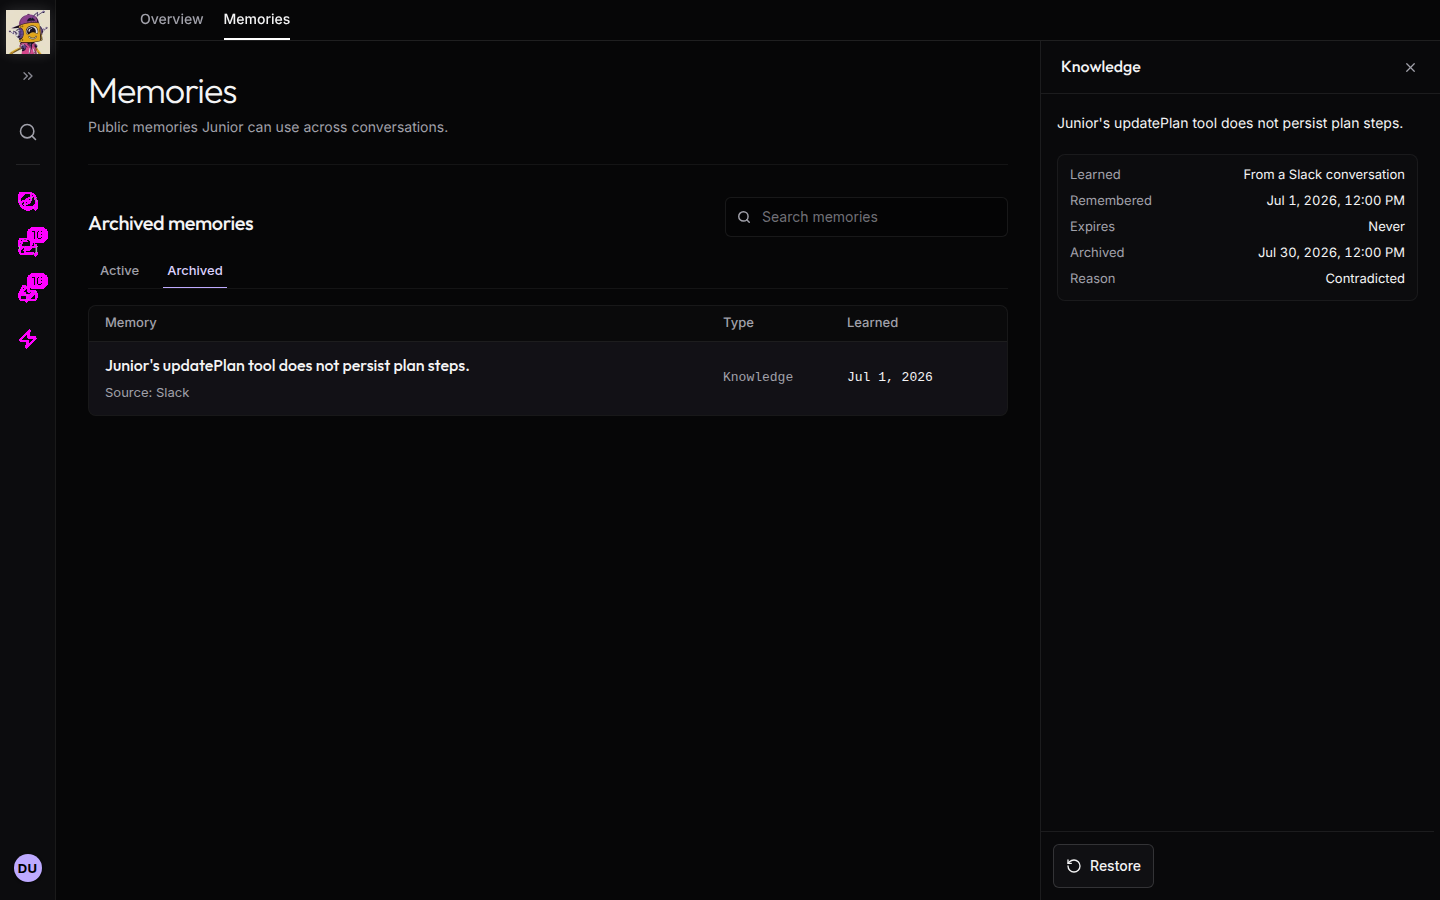 Overview Memories
Memories
Public memories Junior can use across conversations.
Archived memories
Search memories
Active Archived
Memory Type Learned
Junior's updatePlan tool does not persist plan steps.
Source: Slack
Knowledge
Jul 1, 2026
Knowledge
Junior's updatePlan tool does not persist plan steps.
Learned From a Slack conversation
Remembered Jul 1, 2026, 12:00 PM
Expires Never
Archived Jul 30, 2026, 12:00 PM
Reason Contradicted
Restore
DU